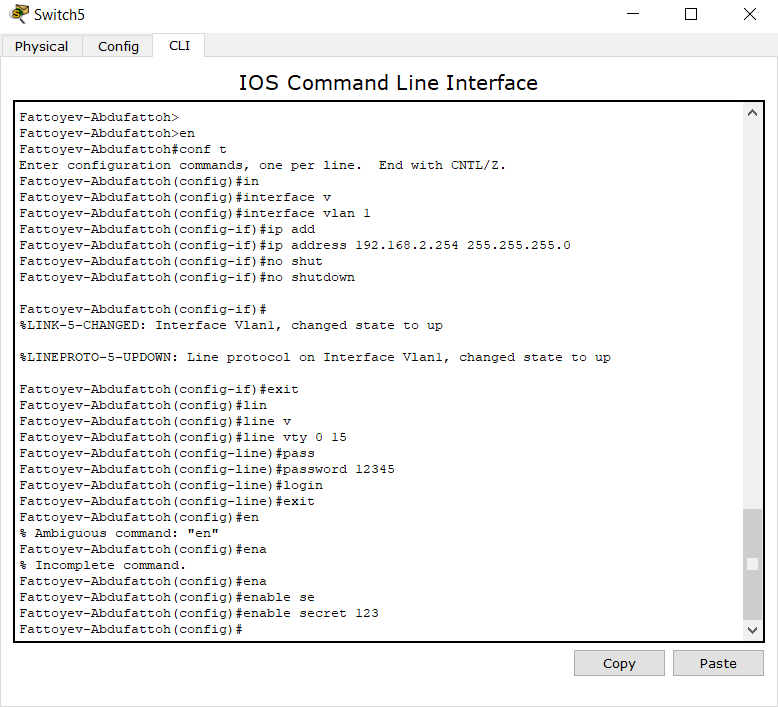 Switch5
Physical Config CLI
IOS Command Line Interface
Fattoyev-Abdufattoh>
Fattoyev-Abdufattoh>en
Fattoyev-Abdufattoh#conf t
Enter configuration commands, one per line.  End with CNTL/Z.
Fattoyev-Abdufattoh(config)#in
Fattoyev-Abdufattoh(config)#interface v
Fattoyev-Abdufattoh(config)#interface vlan 1
Fattoyev-Abdufattoh(config-if)#ip add
Fattoyev-Abdufattoh(config-if)#ip address 192.168.2.254 255.255.255.0
Fattoyev-Abdufattoh(config-if)#no shut
Fattoyev-Abdufattoh(config-if)#no shutdown
Fattoyev-Abdufattoh(config-if)#
%LINK-5-CHANGED: Interface Vlan1, changed state to up
%LINEPROTO-5-UPDOWN: Line protocol on Interface Vlan1, changed state to up
Fattoyev-Abdufattoh(config-if)#exit
Fattoyev-Abdufattoh(config)#lin
Fattoyev-Abdufattoh(config)#line v
Fattoyev-Abdufattoh(config)#line vty 0 15
Fattoyev-Abdufattoh(config-line)#pass
Fattoyev-Abdufattoh(config-line)#password 12345
Fattoyev-Abdufattoh(config-line)#login
Fattoyev-Abdufattoh(config-line)#exit
Fattoyev-Abdufattoh(config)#en
% Ambiguous command: "en"
Fattoyev-Abdufattoh(config)#ena
% Incomplete command.
Fattoyev-Abdufattoh(config)#ena
Fattoyev-Abdufattoh(config)#enable se
Fattoyev-Abdufattoh(config)#enable secret 123
Fattoyev-Abdufattoh(config)#
Copy Paste